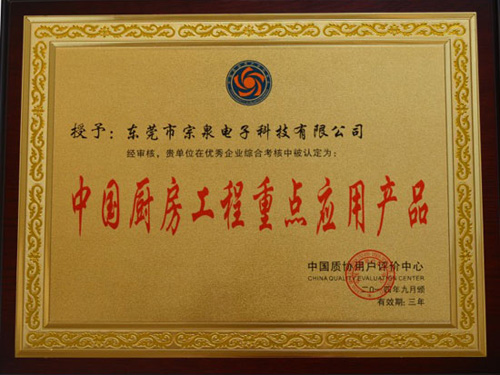 授予：东莞市宗泉电子科技有限公司
经审核，贵单位在优秀企业综合考核中被认定为：
中国厨房工程重点应用产品
中国质协用户评价中心
CHINA QUALITY EVALUATION CENTER
二〇一四年九月颁
有效期：三年